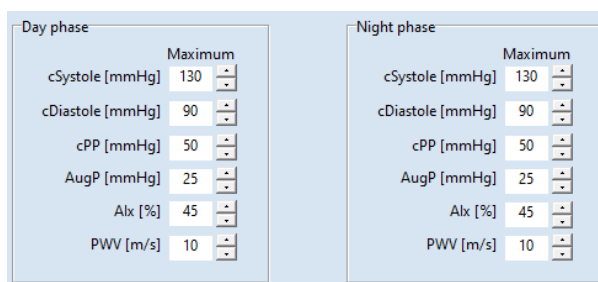 Day phase
Maximum
cSystole [mmHg] 130
cDiastole [mmHg] 90
cPP [mmHg] 50
AugP [mmHg] 25
AIx [%] 45
PWV [m/s] 10
Night phase
Maximum
cSystole [mmHg] 130
cDiastole [mmHg] 90
cPP [mmHg] 50
AugP [mmHg] 25
AIx [%] 45
PWV [m/s] 10